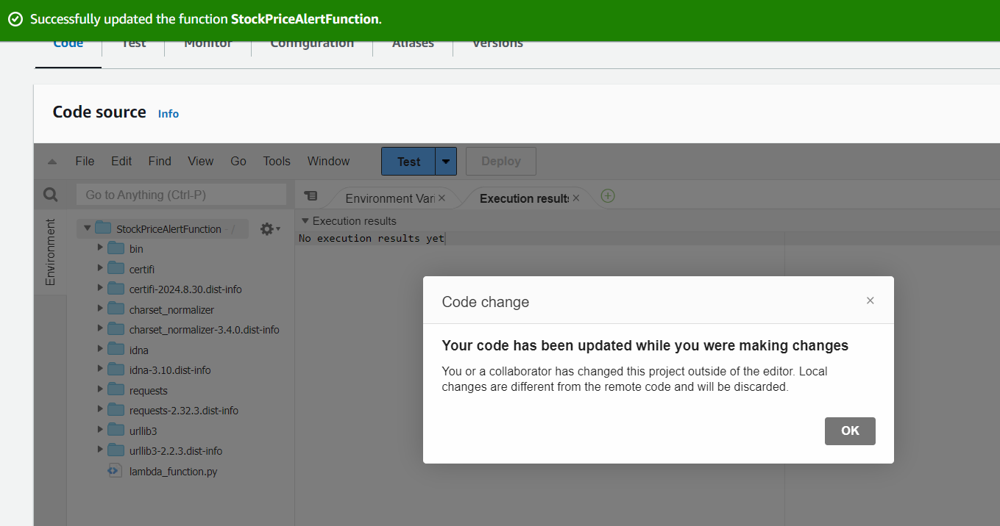 Successfully updated the function StockPriceAlertFunction.
Code Test Monitor Configuration Aliases Versions
Code source Info
File Edit Find View Go Tools Window Test Deploy
Go to Anything (Ctrl-P)
Environment Vari × Execution results ×
Environment
StockPriceAlertFunction - /
Execution results
No execution results yet
bin
certifi
certifi-2024.8.30.dist-info
charset_normalizer
charset_normalizer-3.4.0.dist-info
idna
idna-3.10.dist-info
requests
requests-2.32.3.dist-info
urllib3
urllib3-2.2.3.dist-info
lambda_function.py
Code change ×
Your code has been updated while you were making changes
You or a collaborator has changed this project outside of the editor. Local
changes are different from the remote code and will be discarded.
OK